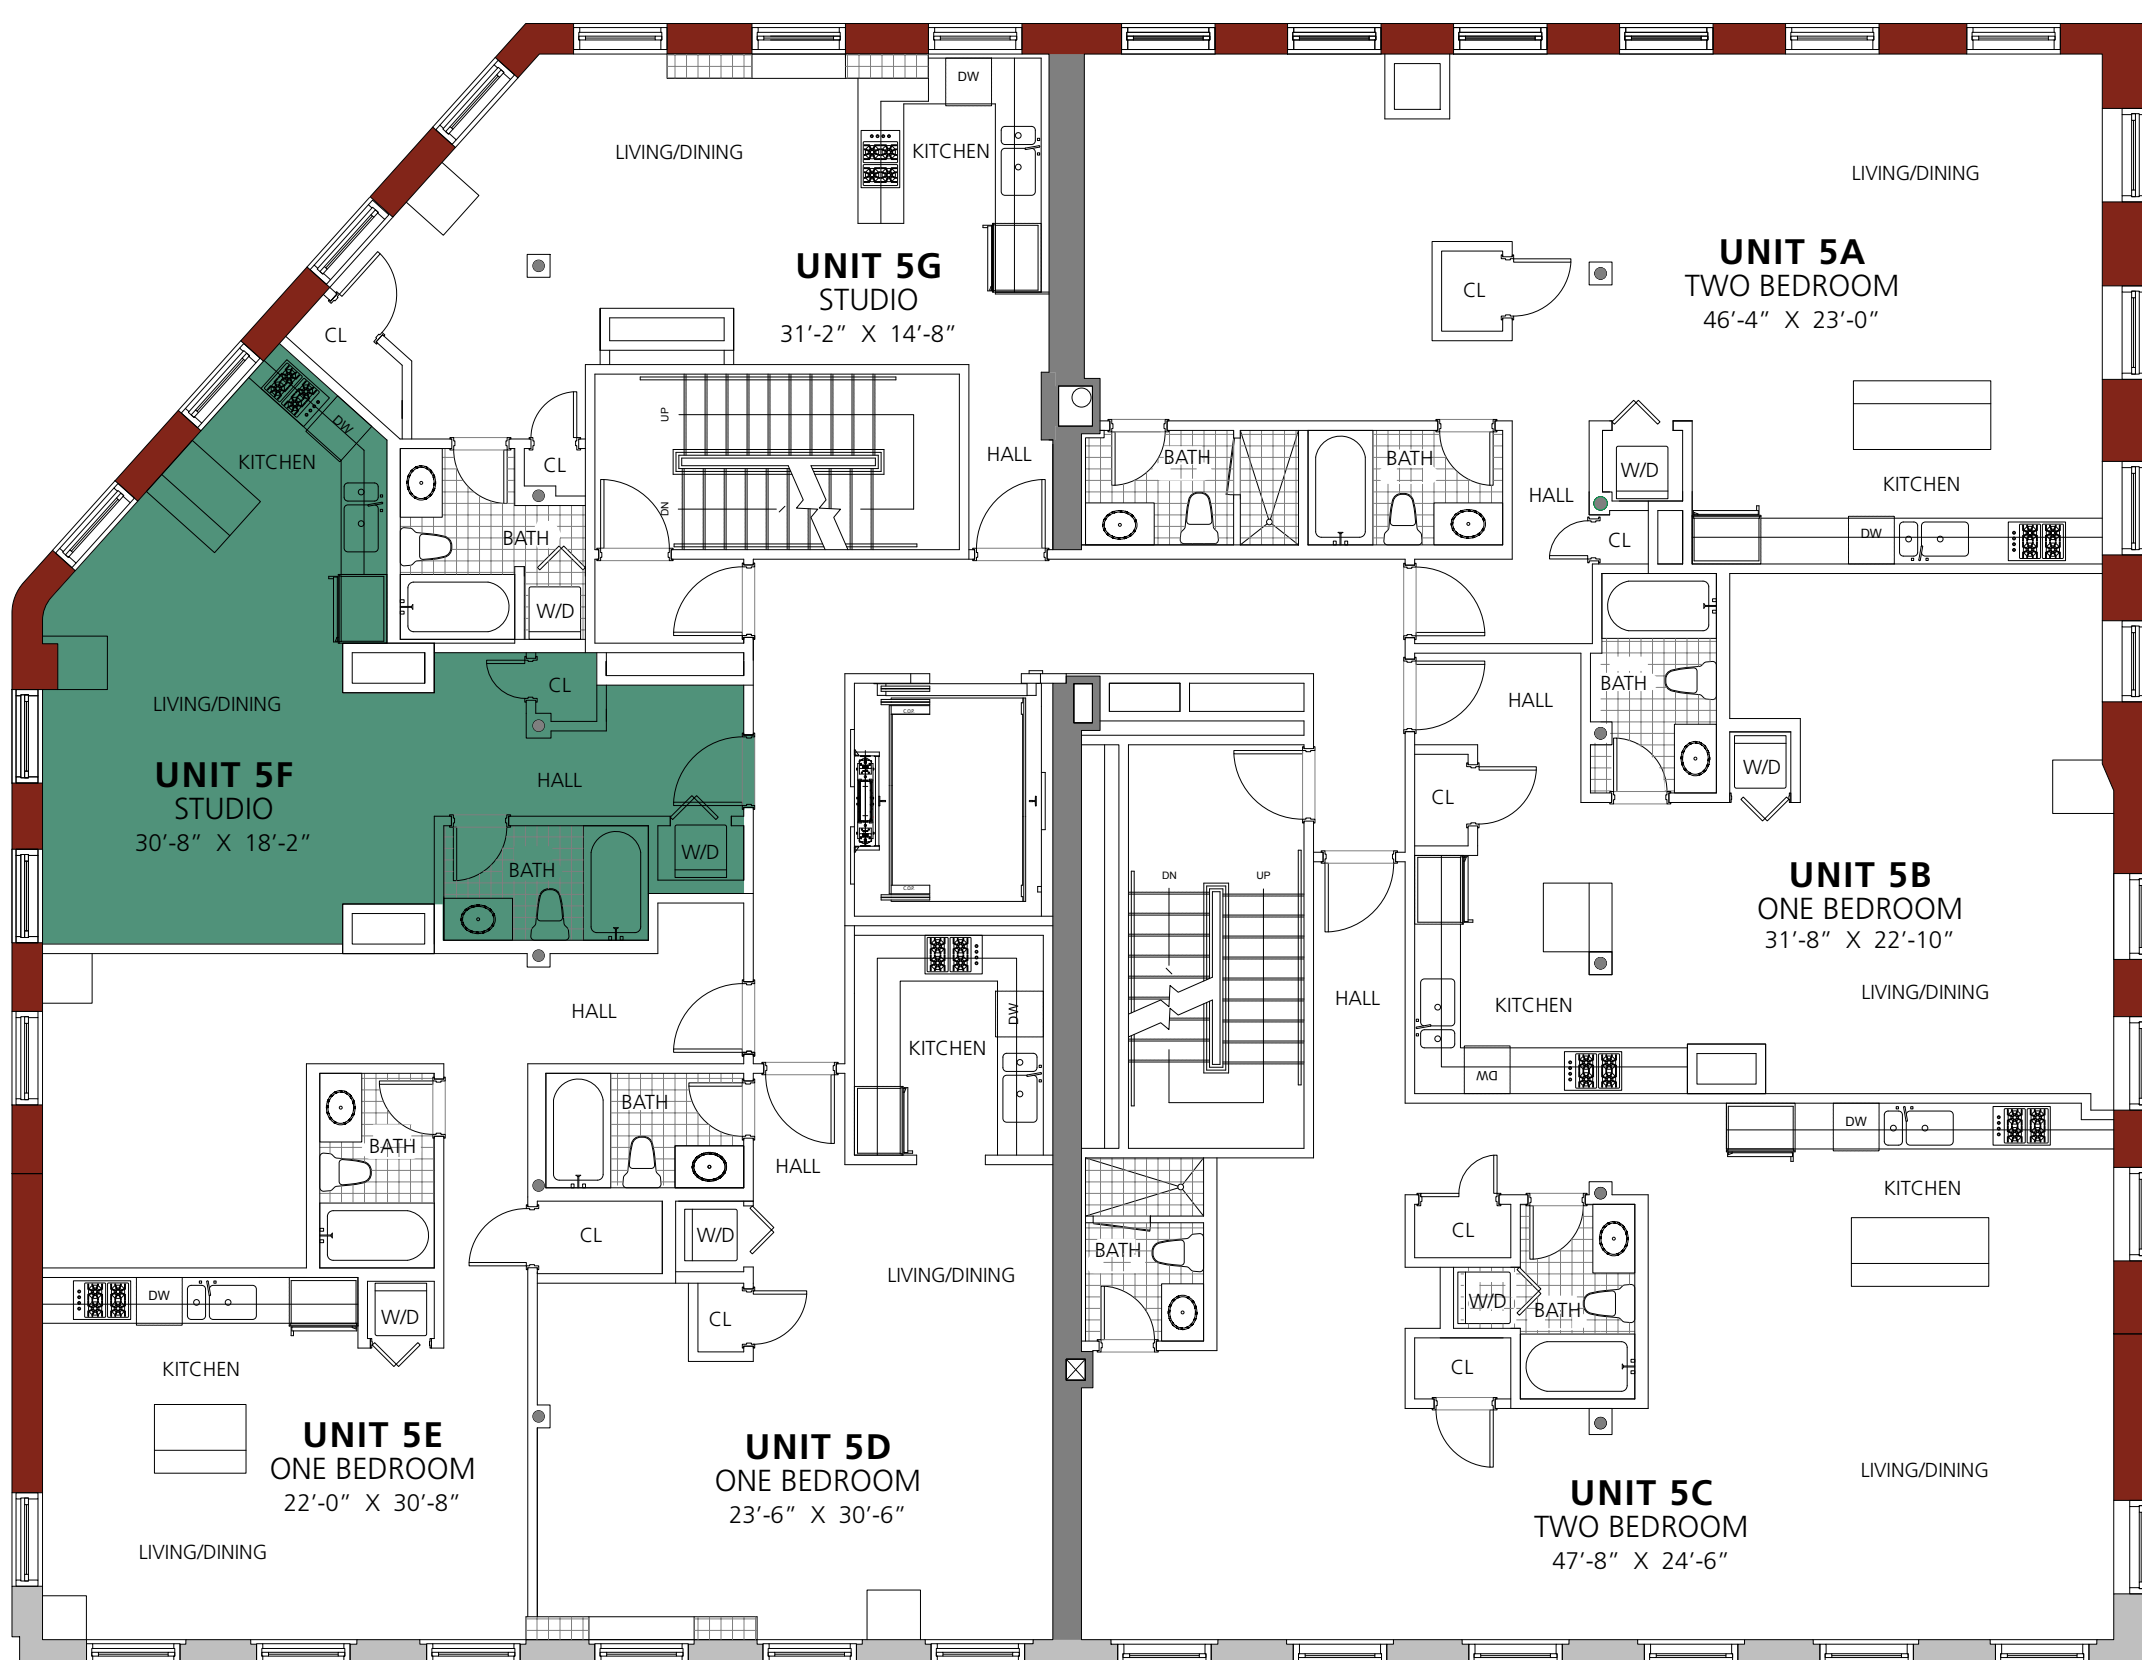 DW
LIVING/DINING
KITCHEN
UNIT 5G
STUDIO
31'-2" X 14'-8"
CL
UP
DN
CL
HALL
BATH
W/D
LIVING/DINING
UNIT 5A
TWO BEDROOM
46'-4" X 23'-0"
CL
BATH
BATH
HALL
W/D
CL
KITCHEN
DW
DW
KITCHEN
LIVING/DINING
CL
UNIT 5F
STUDIO
30'-8" X 18'-2"
HALL
BATH
W/D
C.O.P.
C.O.P.
HALL
BATH
W/D
CL
UNIT 5B
ONE BEDROOM
31'-8" X 22'-10"
LIVING/DINING
KITCHEN
DW
DN
UP
HALL
HALL
BATH
DW
W/D
KITCHEN
UNIT 5E
ONE BEDROOM
22'-0" X 30'-8"
LIVING/DINING
DW
KITCHEN
BATH
HALL
CL
W/D
LIVING/DINING
CL
UNIT 5D
ONE BEDROOM
23'-6" X 30'-6"
DW
KITCHEN
BATH
CL
W/D
BATH
CL
LIVING/DINING
UNIT 5C
TWO BEDROOM
47'-8" X 24'-6"